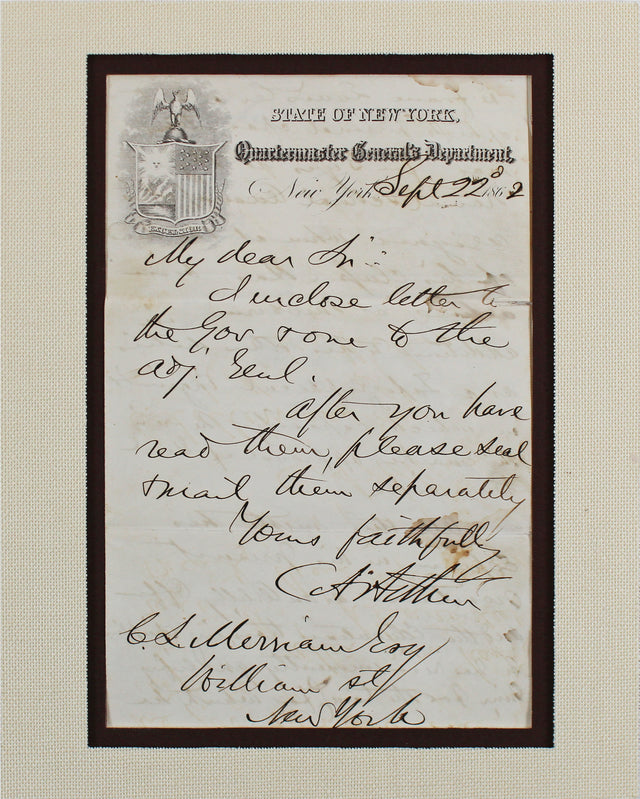 STATE OF NEW YORK,
Quartermaster General's Department,
New York Sept 22d 1862
EXCELSIOR
My dear Sir:
I inclose letter to
the Gov & one to the
Adj. Genl.
After you have
read them, please seal
& mail them separately
Yours faithfully
C A Arthur
C. L. Merriam Esq
William st
New York